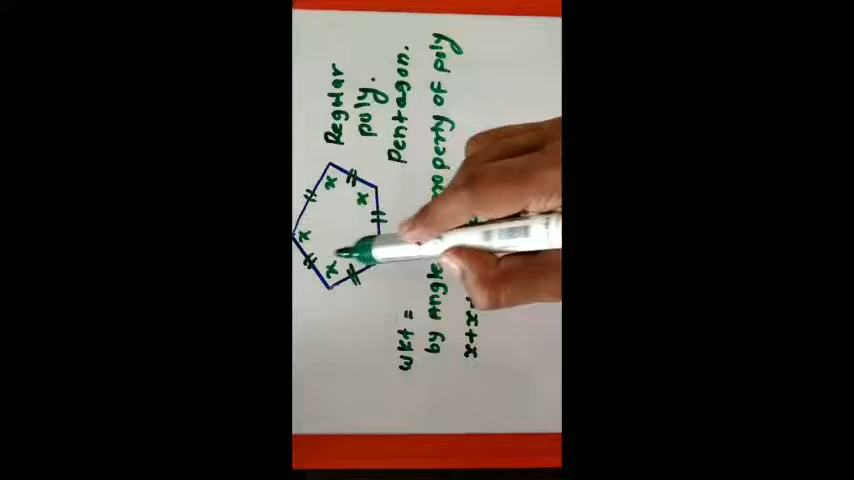 Regular
poly.
Pentagon.
x
x
x
x
wkt =
by Angle property of poly
x+x